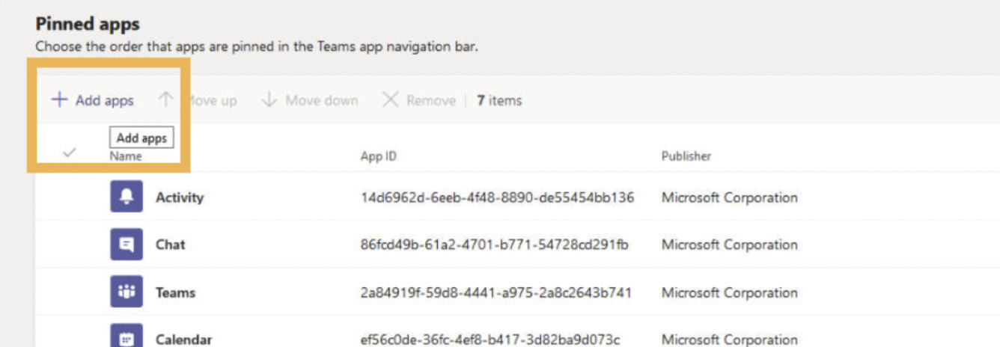 Pinned apps
Choose the order that apps are pinned in the Teams app navigation bar.
+ Add apps ↑ Move up ↓ Move down × Remove | 7 items
Add apps
Name App ID Publisher
Activity 14d6962d-6eeb-4f48-8890-de55454bb136 Microsoft Corporation
Chat 86fcd49b-61a2-4701-b771-54728cd291fb Microsoft Corporation
Teams 2a84919f-59d8-4441-a975-2a8c2643b741 Microsoft Corporation
Calendar ef56c0de-36fc-4ef8-b417-3d82ba9d073c Microsoft Corporation